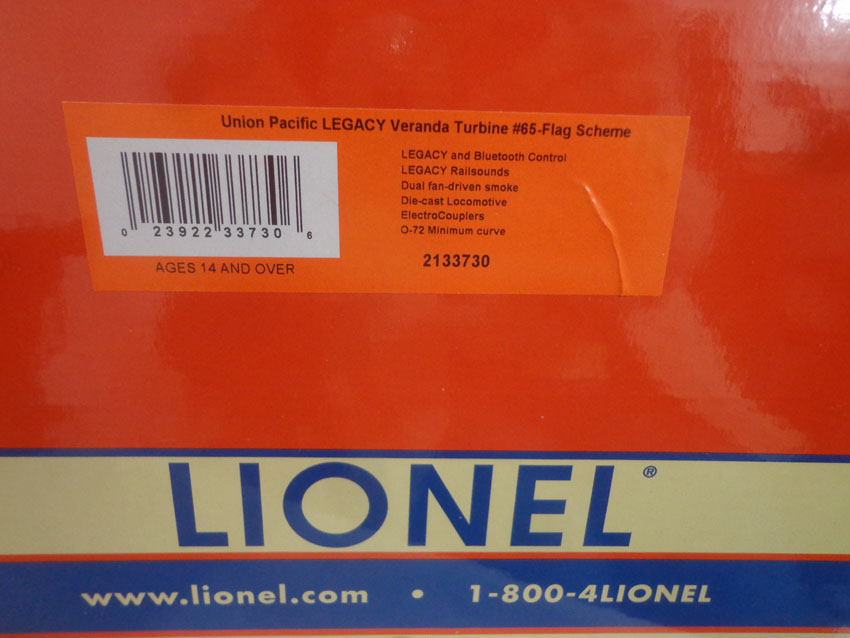 Union Pacific LEGACY Veranda Turbine #65-Flag Scheme
LEGACY and Bluetooth Control
LEGACY Railsounds
Dual fan-driven smoke
Die-cast Locomotive
ElectroCouplers
O-72 Minimum curve
2133730
0 23922 33730 6
AGES 14 AND OVER
LIONEL®
www.lionel.com • 1-800-4LIONEL